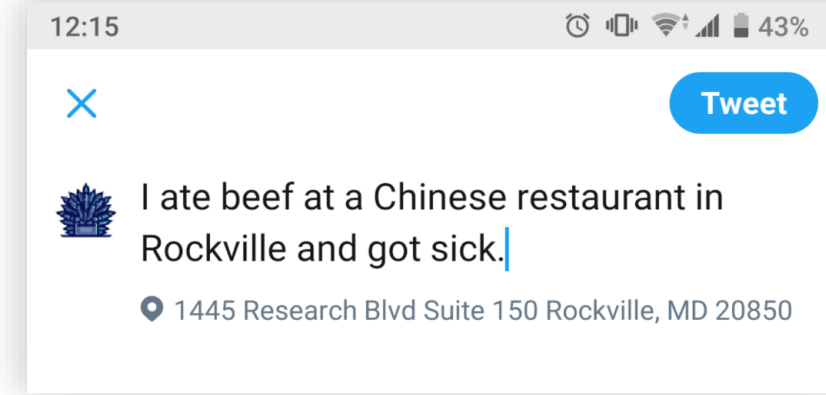 12:15 43%
Tweet
I ate beef at a Chinese restaurant in
Rockville and got sick.
1445 Research Blvd Suite 150 Rockville, MD 20850